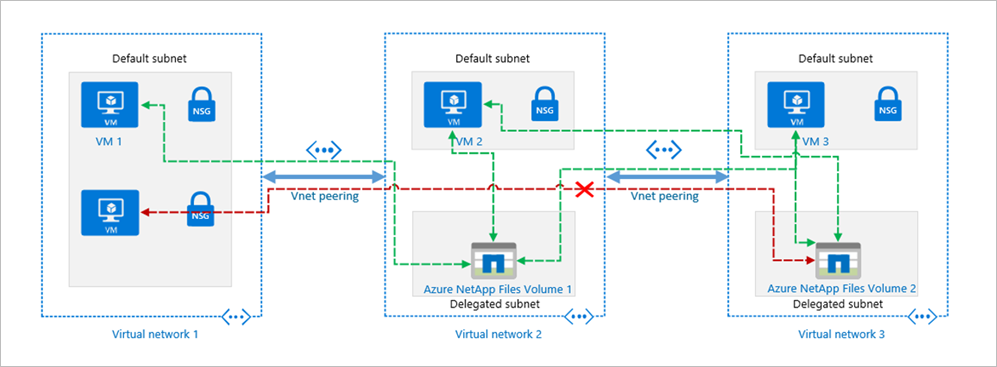 Default subnet
Default subnet
Default subnet
VM
NSG
VM
NSG
VM
NSG
VM 1
VM 2
VM 3
Vnet peering
Vnet peering
VM
NSG
Azure NetApp Files Volume 1
Azure NetApp Files Volume 2
Delegated subnet
Delegated subnet
Virtual network 1
Virtual network 2
Virtual network 3